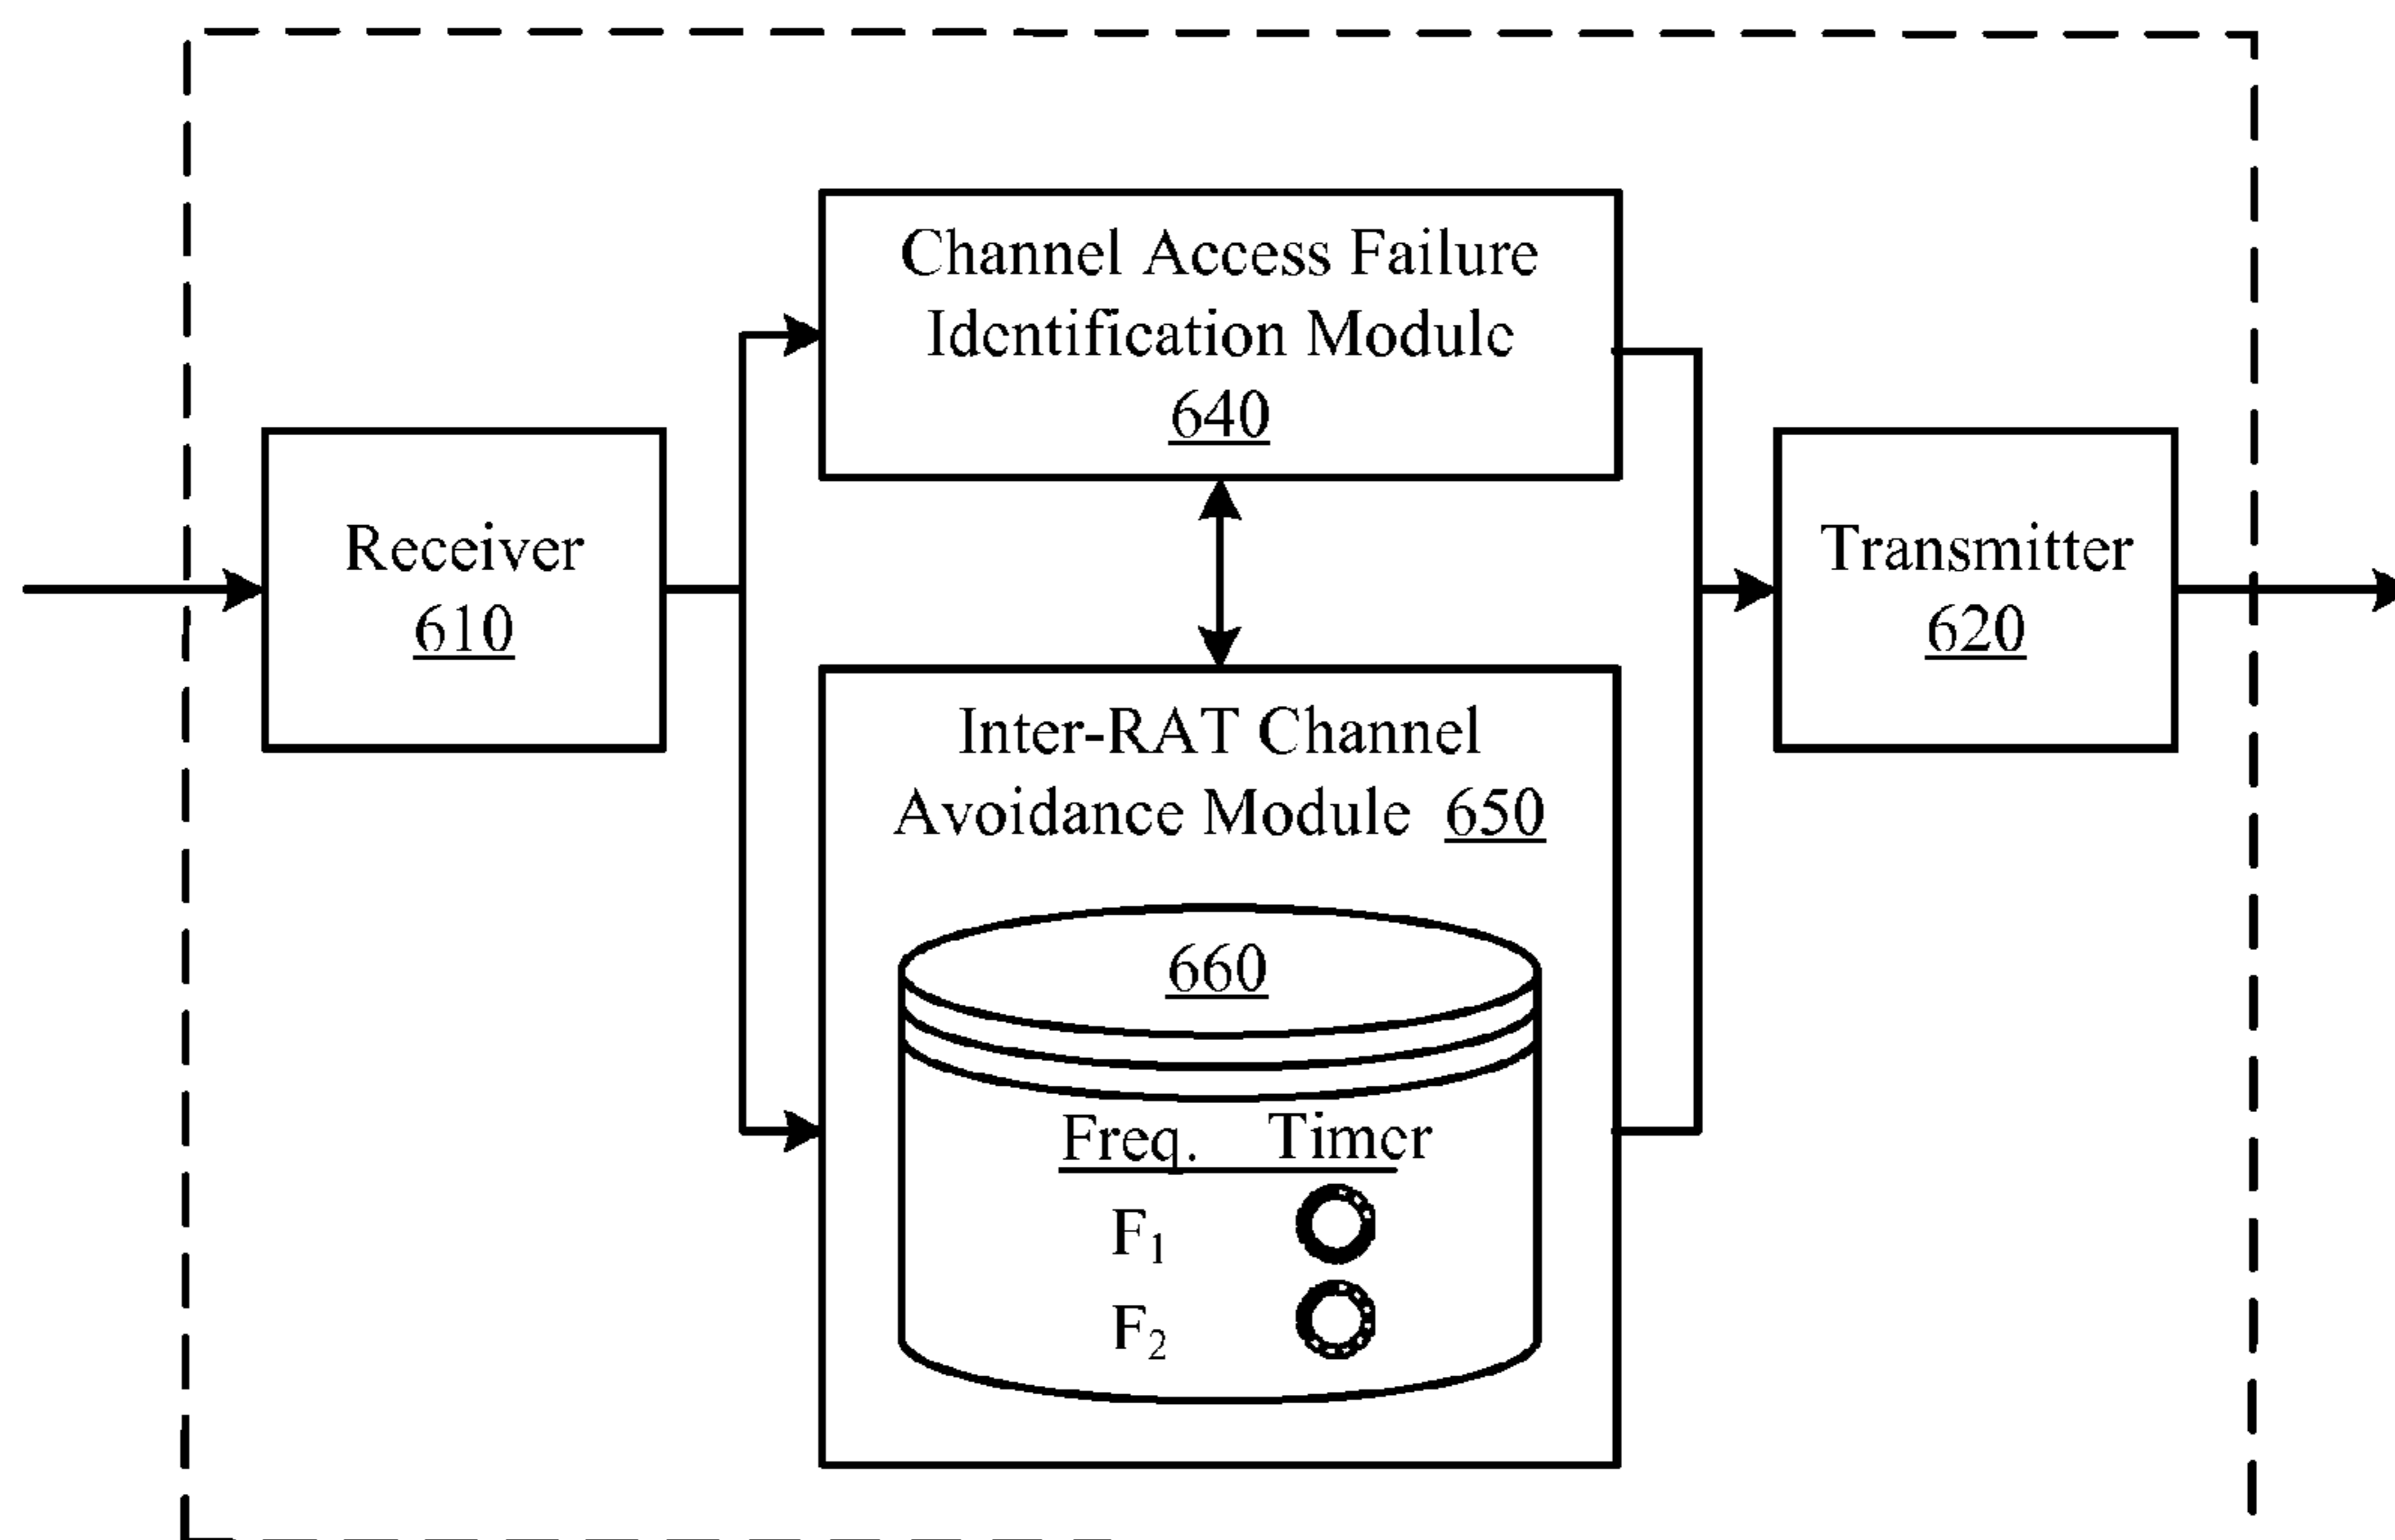 Channel Access Failure
Identification Module
640
Receiver
610
Transmitter
620
Inter-RAT Channel
Avoidance Module 650
660
Freq. Timer
F₁
F₂